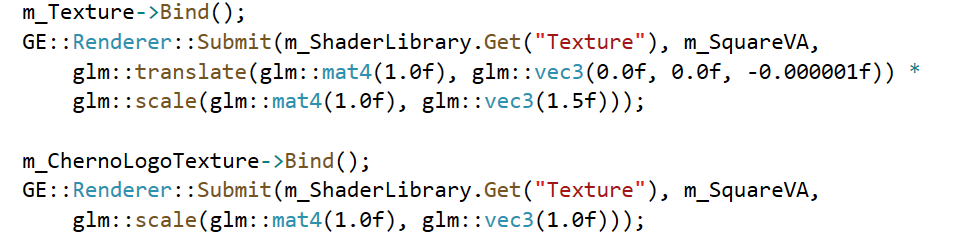 m_Texture->Bind();
GE::Renderer::Submit(m_ShaderLibrary.Get("Texture"), m_SquareVA,
glm::translate(glm::mat4(1.0f), glm::vec3(0.0f, 0.0f, -0.000001f)) *
glm::scale(glm::mat4(1.0f), glm::vec3(1.5f)));
m_ChernoLogoTexture->Bind();
GE::Renderer::Submit(m_ShaderLibrary.Get("Texture"), m_SquareVA,
glm::scale(glm::mat4(1.0f), glm::vec3(1.0f)));